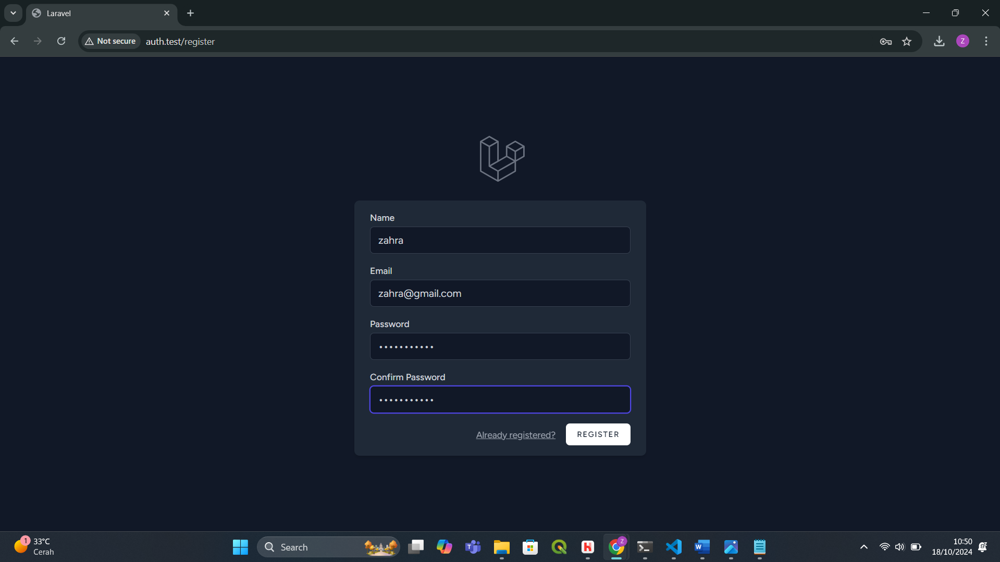 Laravel
Not secure
auth.test/register
Z
Name
zahra
Email
zahra@gmail.com
Password
•••••••••••
Confirm Password
•••••••••••
Already registered?
REGISTER
1
33°C
Cerah
Search
T
H
Z
W
10:50
18/10/2024